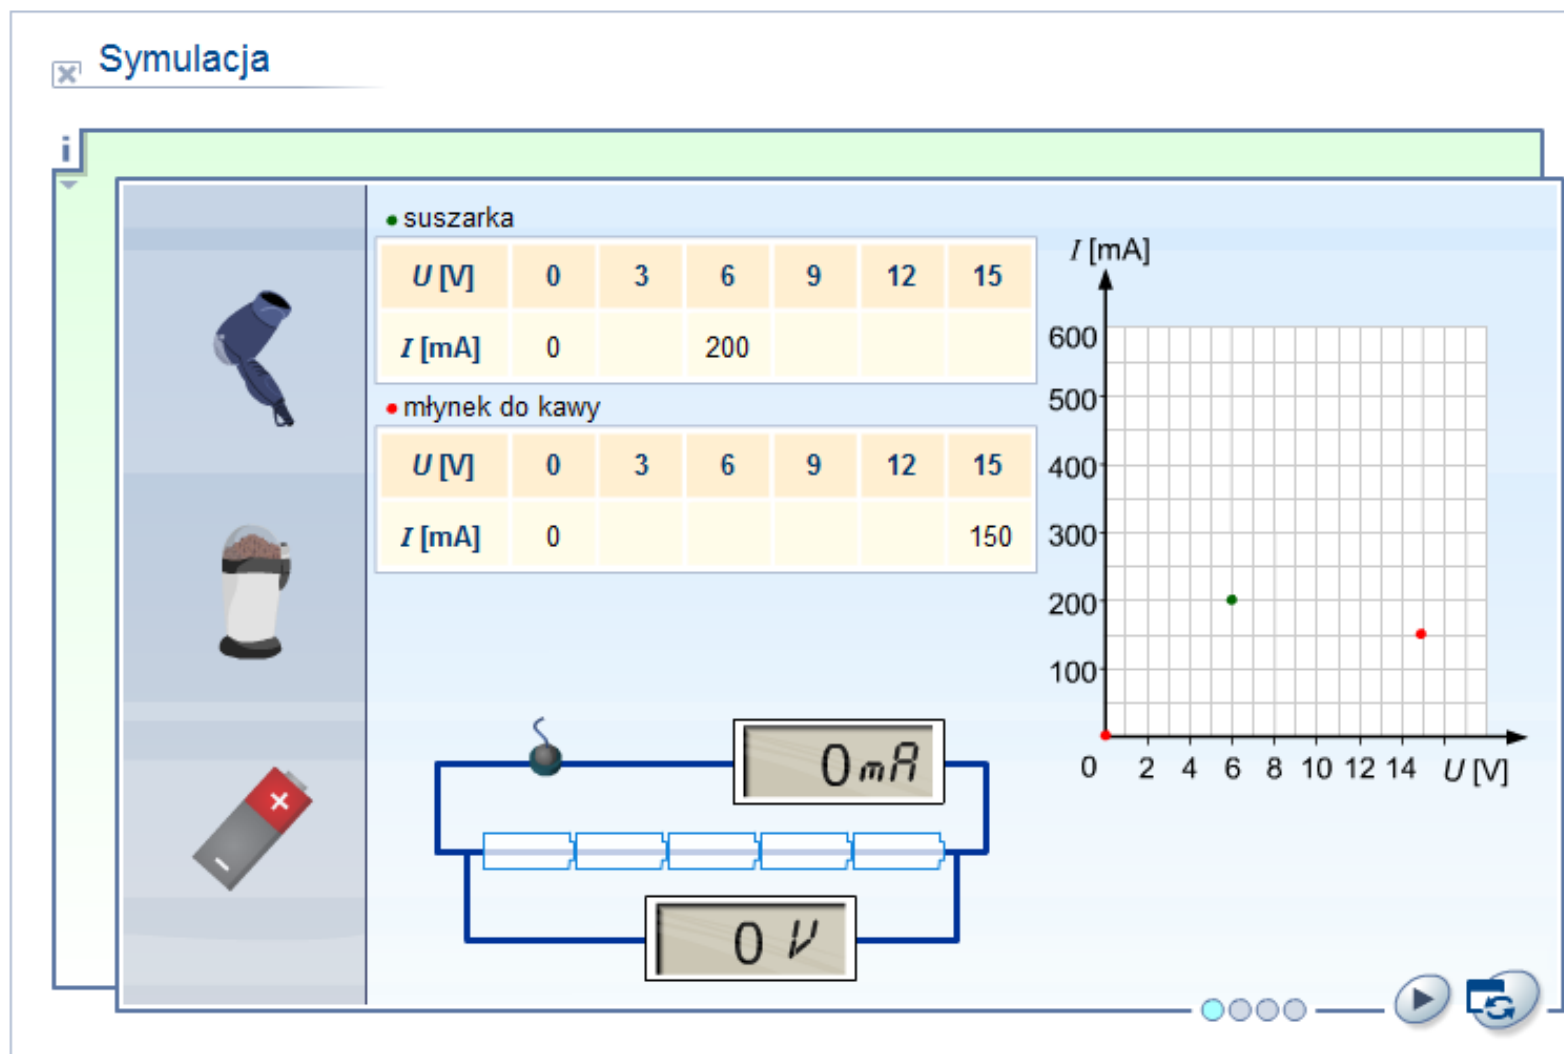 Symulacja
i
suszarka
U [V] 0 3 6 9 12 15
I [mA] 0 200
młynek do kawy
U [V] 0 3 6 9 12 15
I [mA] 0 150
I [mA]
600
500
400
300
200
100
0 2 4 6 8 10 12 14 U [V]
0 mA
0 V